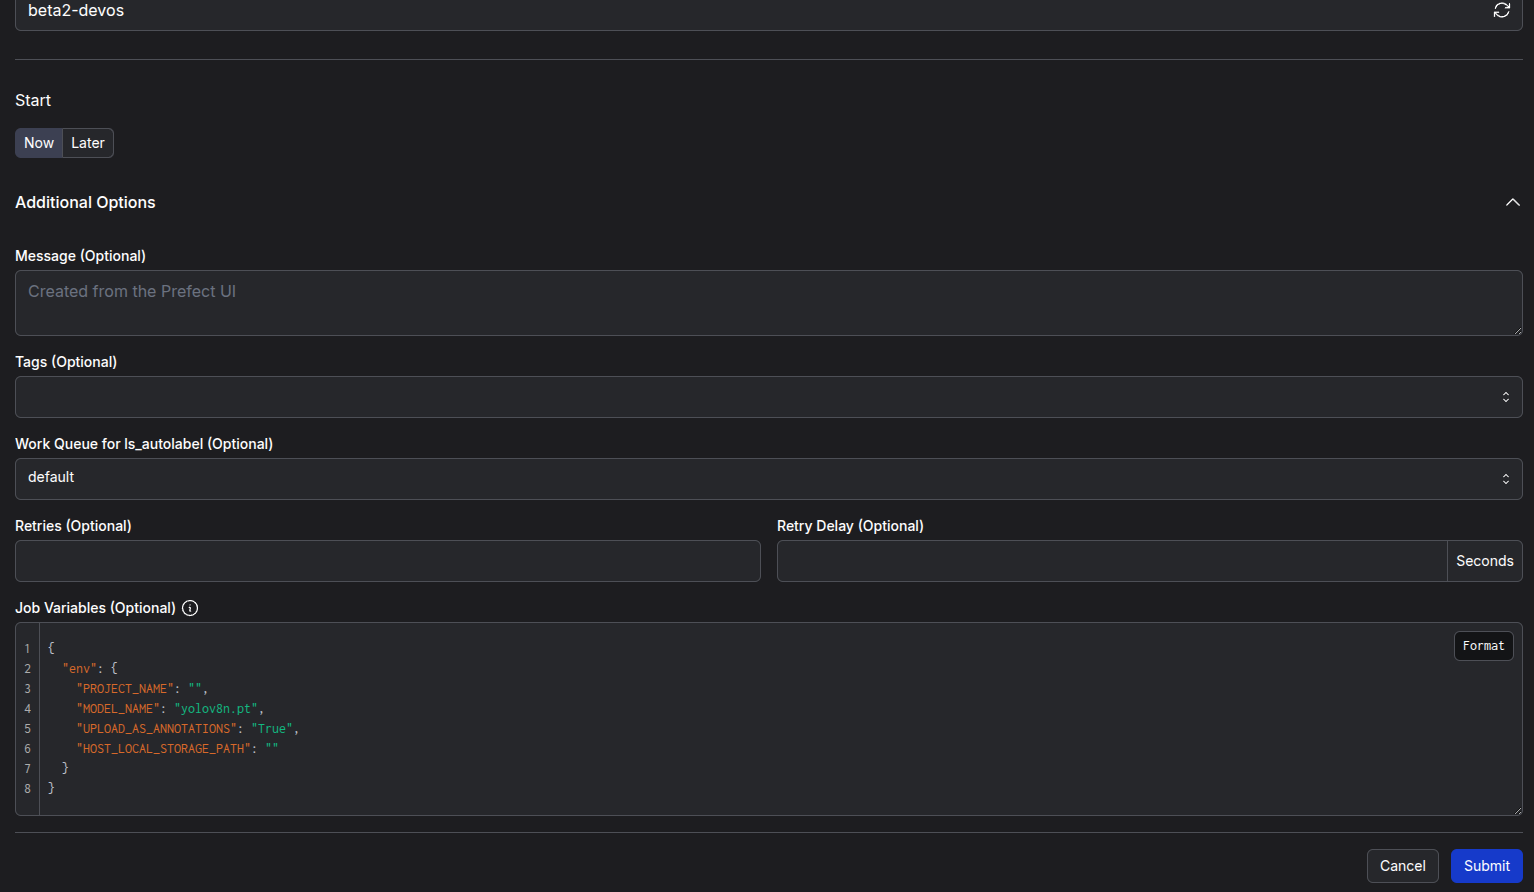 beta2-devos
Start
Now Later
Additional Options
Message (Optional)
Created from the Prefect UI
Tags (Optional)
Work Queue for ls_autolabel (Optional)
default
Retries (Optional) Retry Delay (Optional)
Seconds
Job Variables (Optional)
Format
1 {
2 "env": {
3 "PROJECT_NAME": "",
4 "MODEL_NAME": "yolov8n.pt",
5 "UPLOAD_AS_ANNOTATIONS": "True",
6 "HOST_LOCAL_STORAGE_PATH": ""
7 }
8 }
Cancel Submit